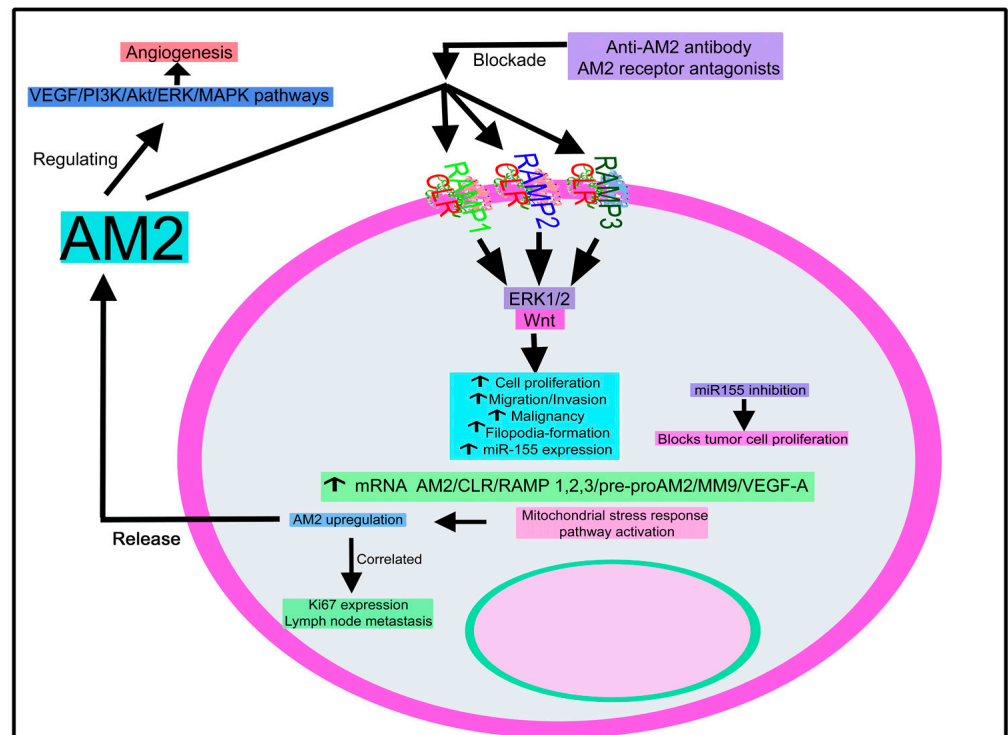 Angiogenesis
VEGF/PI3K/Akt/ERK/MAPK pathways
Regulating
AM2
Blockade
Anti-AM2 antibody
AM2 receptor antagonists
CLR
RAMP1
CLR
RAMP2
CLR
RAMP3
ERK1/2
Wnt
Cell proliferation
Migration/Invasion
Malignancy
Filopodia-formation
miR-155 expression
miR155 inhibition
Blocks tumor cell proliferation
mRNA AM2/CLR/RAMP 1,2,3/pre-proAM2/MM9/VEGF-A
AM2 upregulation
Mitochondrial stress response
pathway activation
Release
Correlated
Ki67 expression
Lymph node metastasis